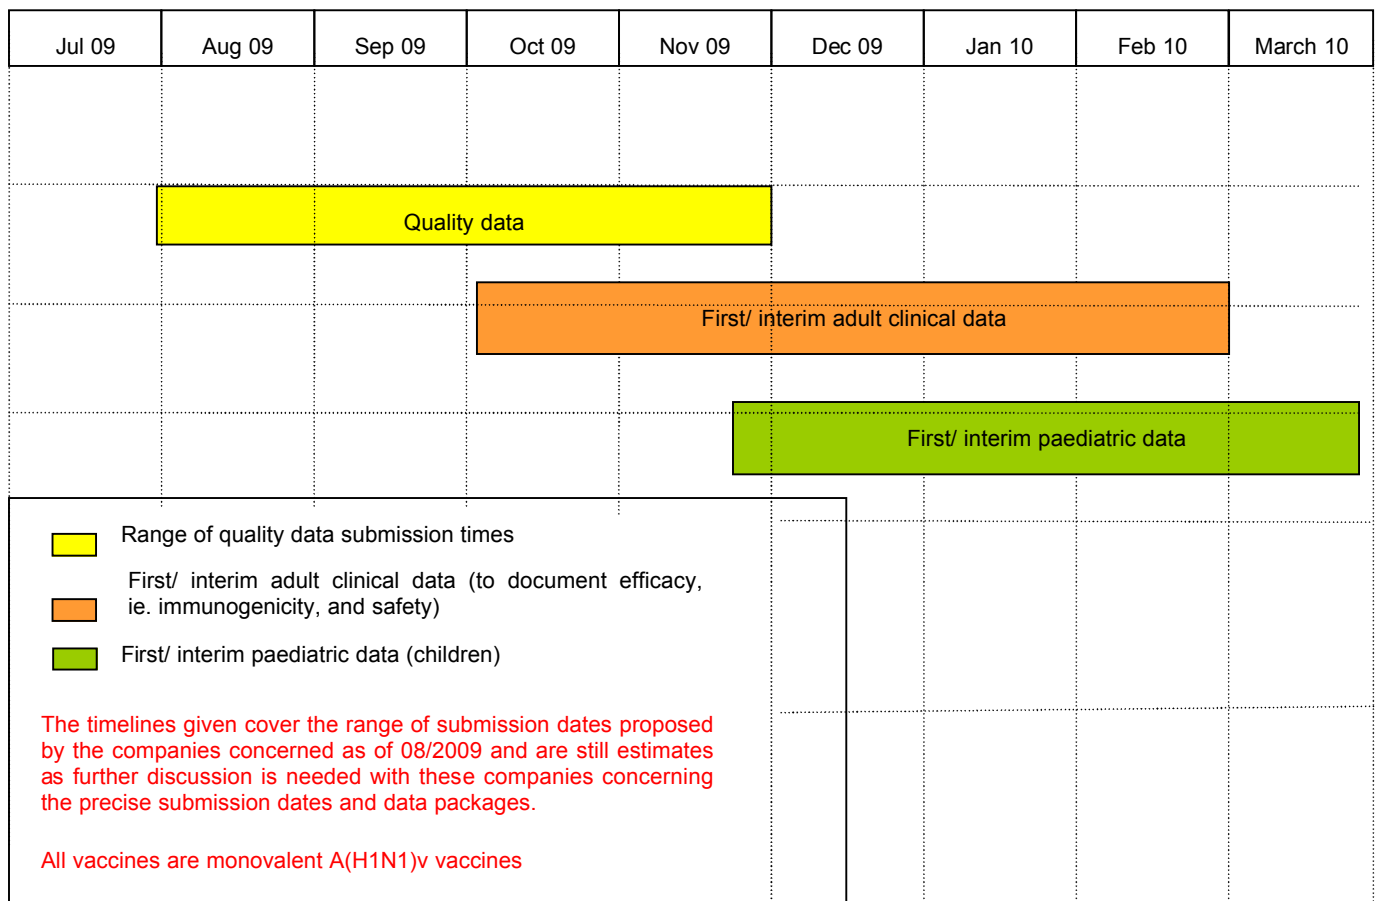 Jul 09 Aug 09 Sep 09 Oct 09 Nov 09 Dec 09 Jan 10 Feb 10 March 10
Quality data
First/ interim adult clinical data
First/ interim paediatric data
Range of quality data submission times
First/ interim adult clinical data (to document efficacy,
ie. immunogenicity, and safety)
First/ interim paediatric data (children)
The timelines given cover the range of submission dates proposed
by the companies concerned as of 08/2009 and are still estimates
as further discussion is needed with these companies concerning
the precise submission dates and data packages.
All vaccines are monovalent A(H1N1)v vaccines